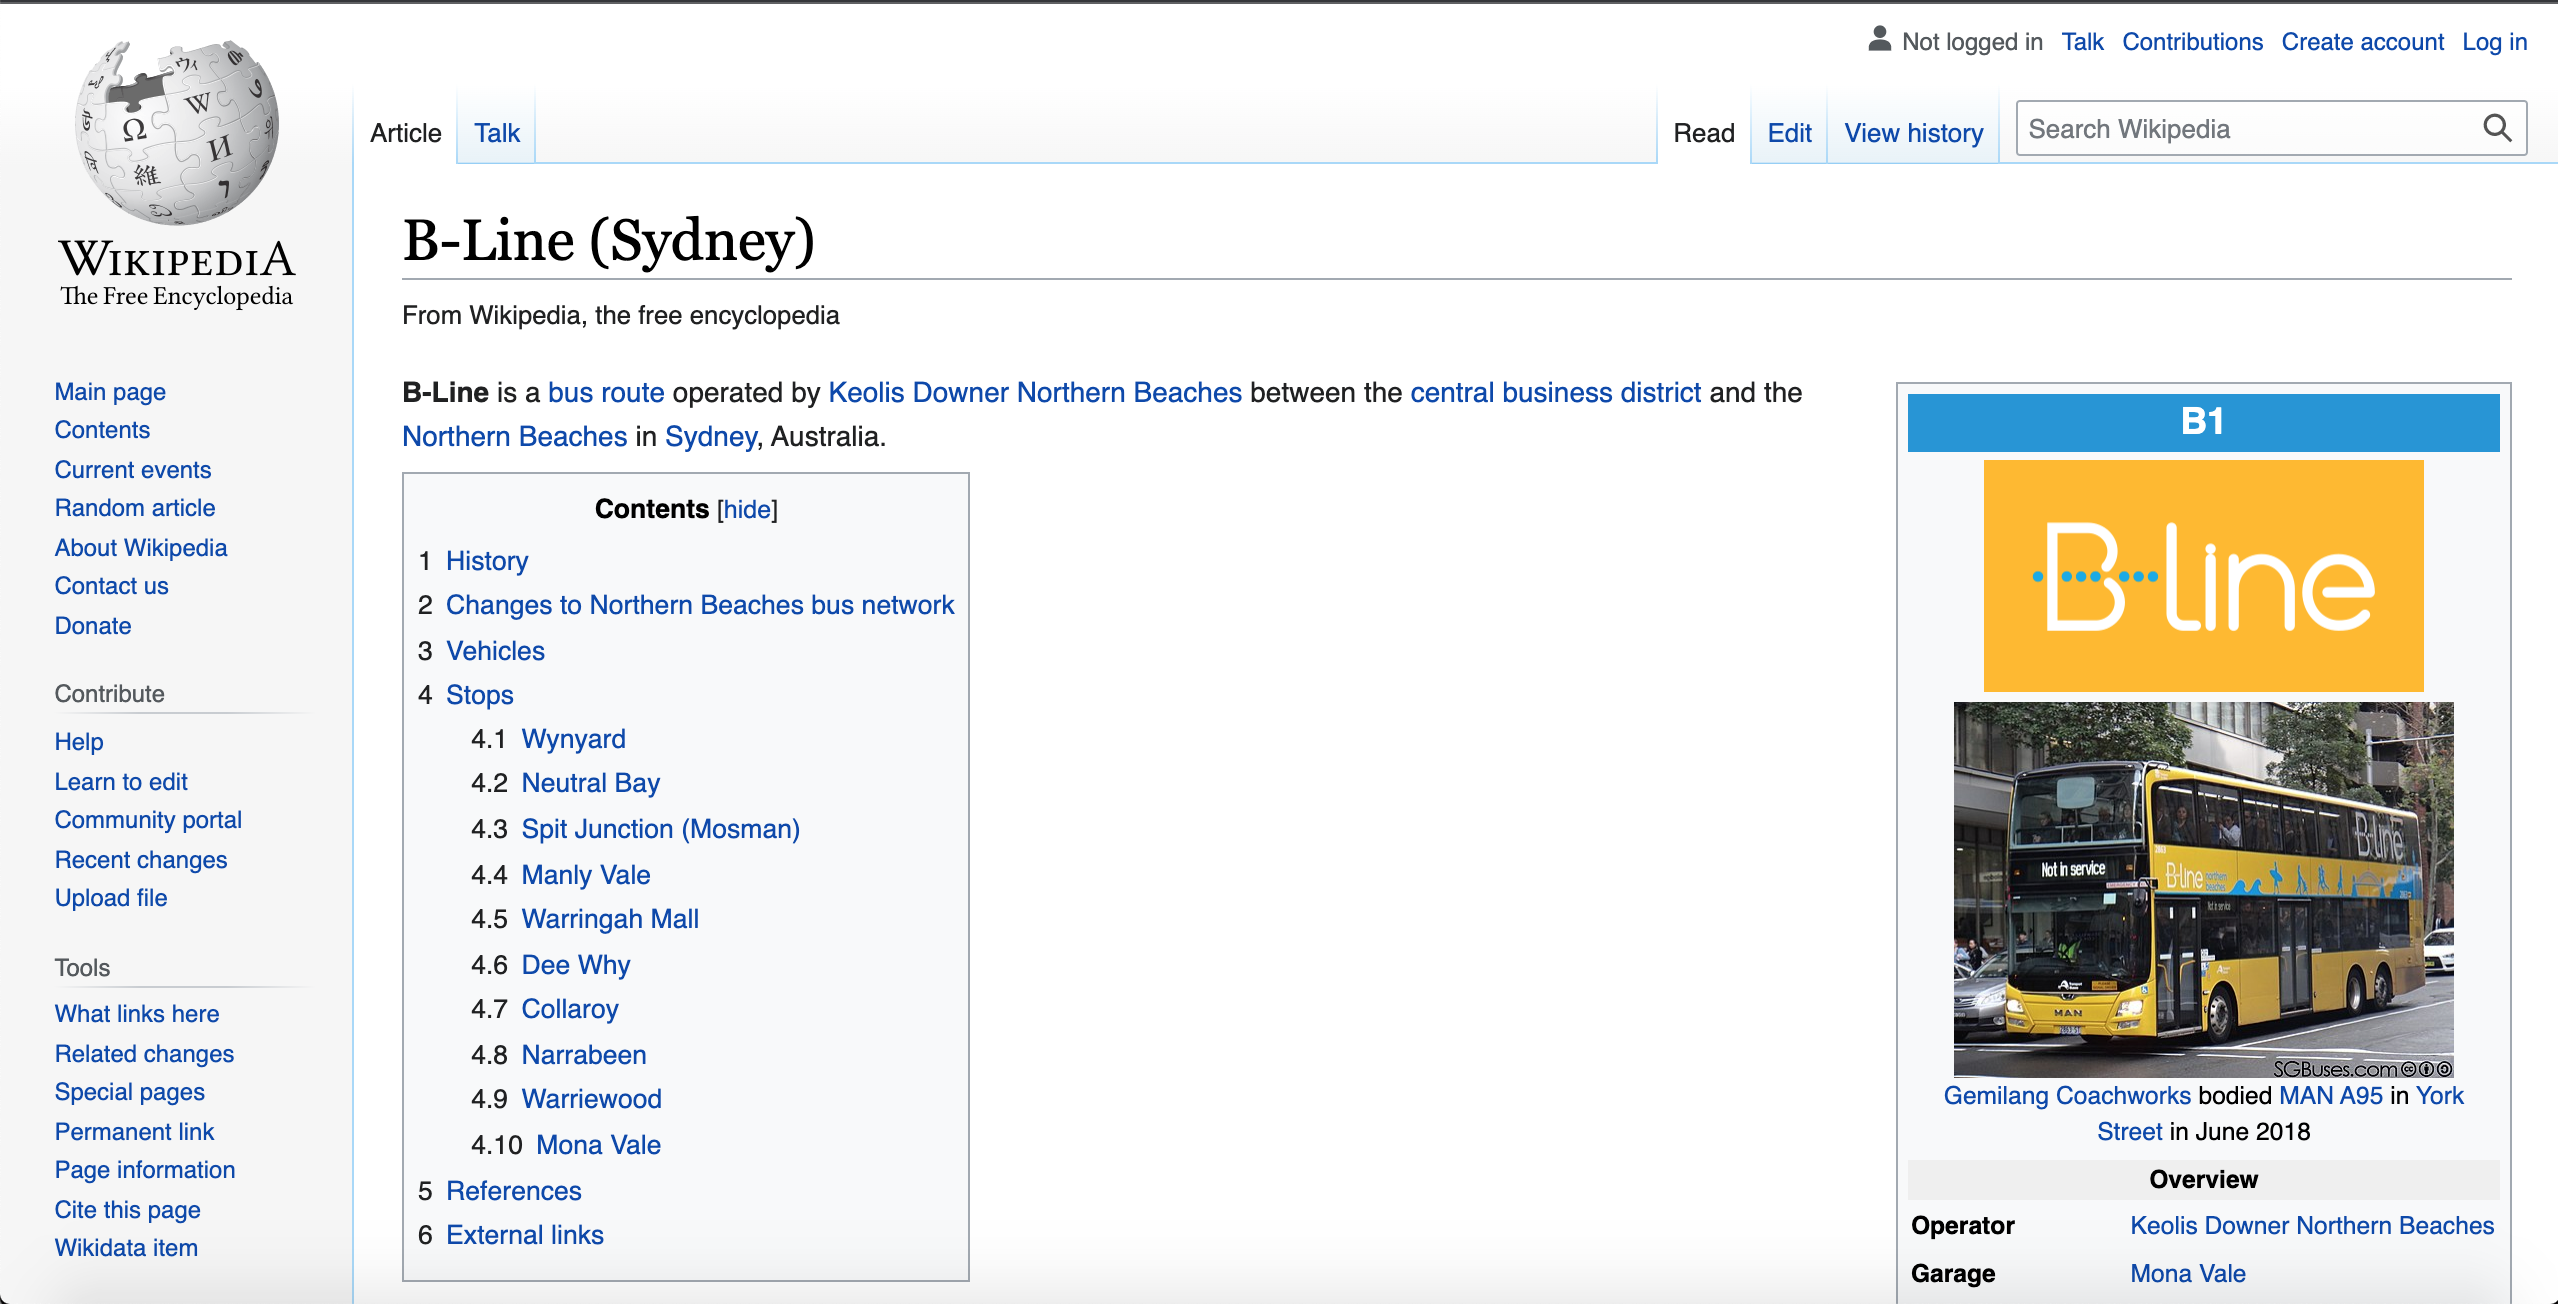 Not logged in Talk Contributions Create account Log in
Article Talk Read Edit View history Search Wikipedia
WIKIPEDIA
The Free Encyclopedia
Main page
Contents
Current events
Random article
About Wikipedia
Contact us
Donate
Contribute
Help
Learn to edit
Community portal
Recent changes
Upload file
Tools
What links here
Related changes
Special pages
Permanent link
Page information
Cite this page
Wikidata item
B-Line (Sydney)
From Wikipedia, the free encyclopedia
B-Line is a bus route operated by Keolis Downer Northern Beaches between the central business district and the
Northern Beaches in Sydney, Australia.
Contents [hide]
1 History
2 Changes to Northern Beaches bus network
3 Vehicles
4 Stops
4.1 Wynyard
4.2 Neutral Bay
4.3 Spit Junction (Mosman)
4.4 Manly Vale
4.5 Warringah Mall
4.6 Dee Why
4.7 Collaroy
4.8 Narrabeen
4.9 Warriewood
4.10 Mona Vale
5 References
6 External links
B1
B-Line
B-Line
Not in service
B-Line northern beaches
Not in service
MAN
SGBuses.com
Gemilang Coachworks bodied MAN A95 in York
Street in June 2018
Overview
Operator Keolis Downer Northern Beaches
Garage Mona Vale